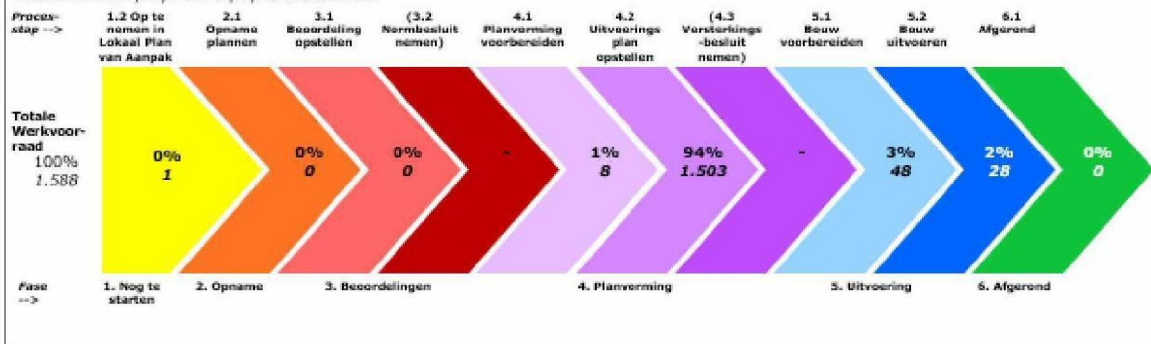 Proces-
stap -->
1.2 Op te
nemen in
Lokaal Plan
van Aanpak
2.1
Opname
plannen
3.1
Beoordeling
opstellen
(3.2
Normbesluit
nemen)
4.1
Planvorming
voorbereiden
4.2
Uitvoerings
plan
opstellen
(4.3
Versterkings
-besluit
nemen)
5.1
Bouw
voorbereiden
5.2
Bouw
uitvoeren
6.1
Afgerond
Totale
Werkvoor-
raad
100%
1.588
0%
1
0%
0
0%
0
-
1%
8
94%
1.503
-
3%
48
2%
28
0%
0
Fase
-->
1. Nog te
starten
2. Opname
3. Beoordelingen
4. Planvorming
5. Uitvoering
6. Afgerond